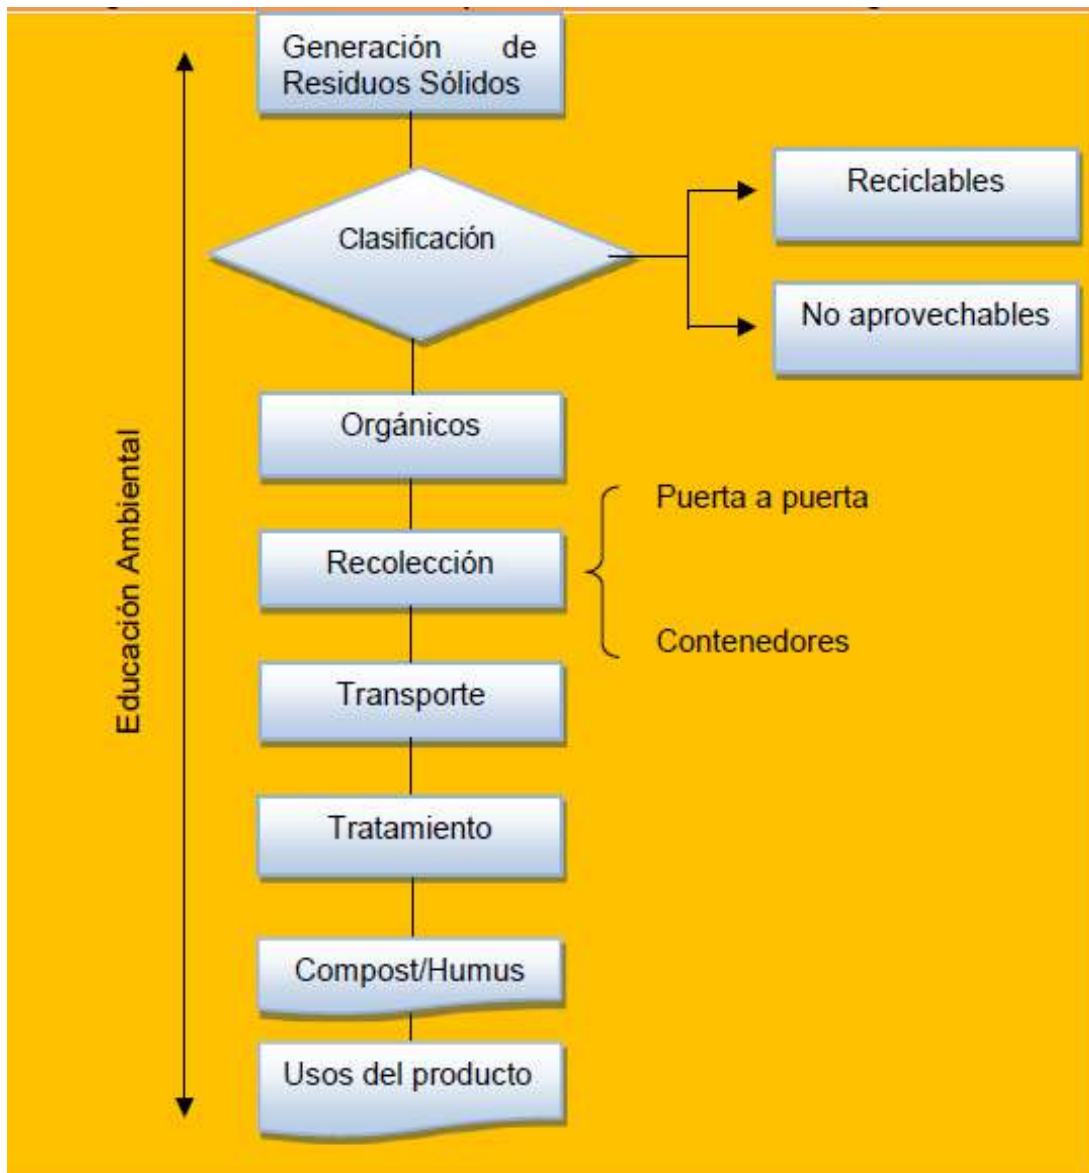 Generación de
Residuos Sólidos
Clasificación
Reciclables
No aprovechables
Orgánicos
Puerta a puerta
Recolección
Contenedores
Transporte
Tratamiento
Compost/Humus
Usos del producto
Educación Ambiental